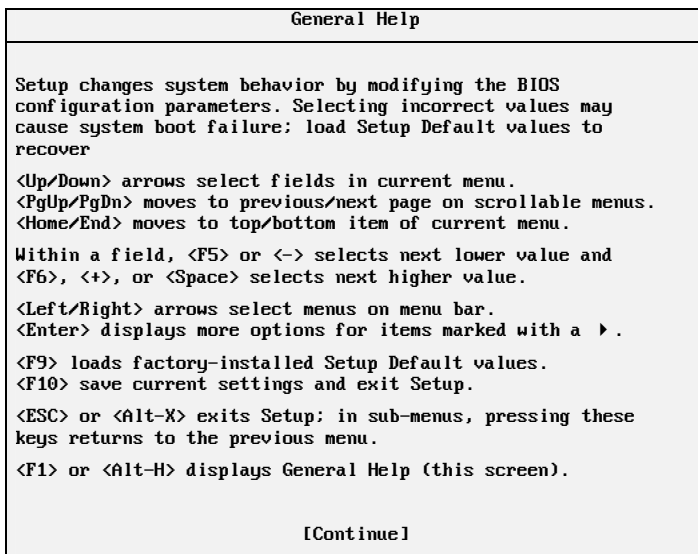 General Help
Setup changes system behavior by modifying the BIOS
configuration parameters. Selecting incorrect values may
cause system boot failure; load Setup Default values to
recover
<Up/Down> arrows select fields in current menu.
<PgUp/PgDn> moves to previous/next page on scrollable menus.
<Home/End> moves to top/bottom item of current menu.
Within a field, <F5> or <-> selects next lower value and
<F6>, <+>, or <Space> selects next higher value.
<Left/Right> arrows select menus on menu bar.
<Enter> displays more options for items marked with a ▶ .
<F9> loads factory-installed Setup Default values.
<F10> save current settings and exit Setup.
<ESC> or <Alt-X> exits Setup; in sub-menus, pressing these
keys returns to the previous menu.
<F1> or <Alt-H> displays General Help (this screen).
[Continue]